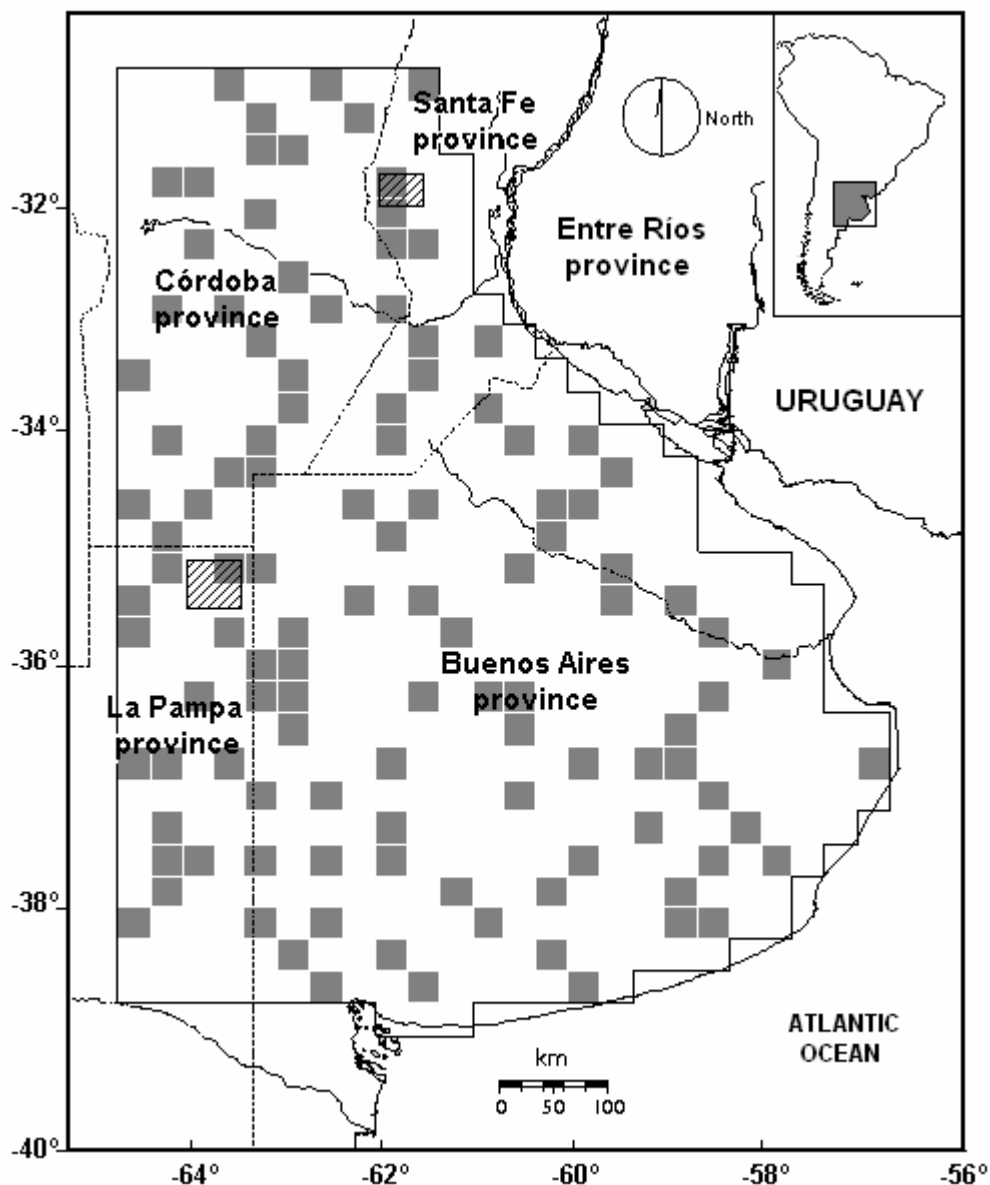 Santa Fe
province
North
-32°
Entre Ríos
province
Córdoba
province
URUGUAY
-34°
-36°
Buenos Aires
province
La Pampa
province
-38°
ATLANTIC
OCEAN
km
0 50 100
-40°
-64° -62° -60° -58° -56°